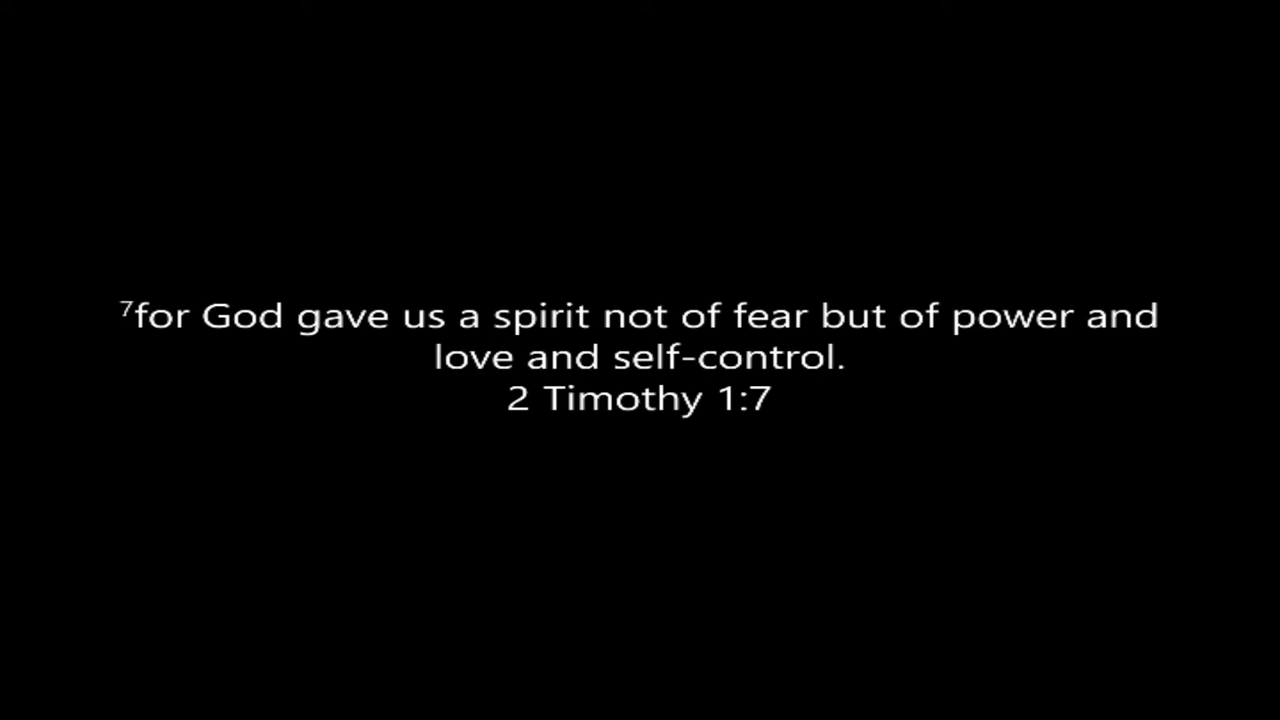 ⁷for God gave us a spirit not of fear but of power and
love and self-control.
2 Timothy 1:7